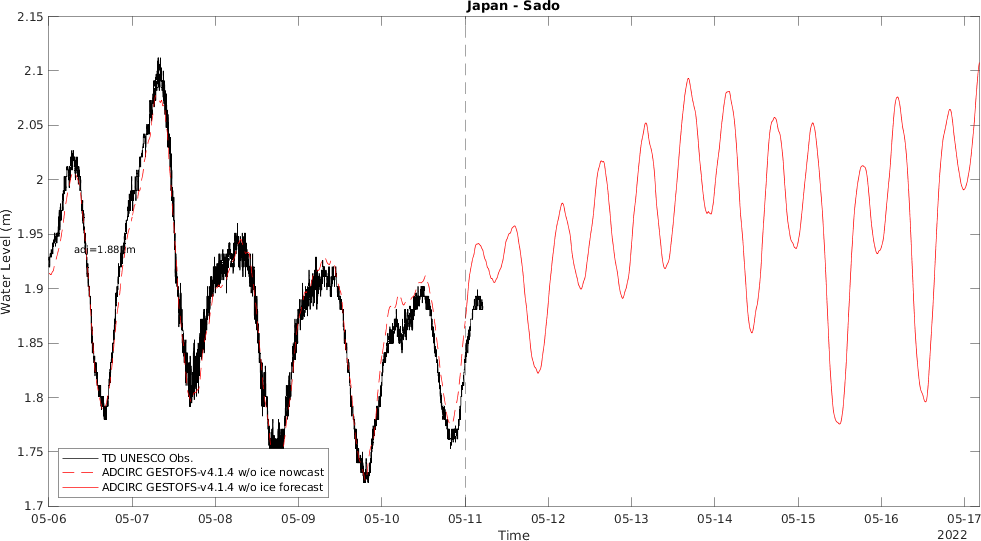 Japan - Sado
2.15
2.1
2.05
2
1.95
1.9
1.85
1.8
1.75
1.7
Water Level (m)
TD UNESCO Obs.
ADCIRC GESTOFS-v4.1.4 w/o ice nowcast
ADCIRC GESTOFS-v4.1.4 w/o ice forecast
05-06 05-07 05-08 05-09 05-10 05-11 05-12 05-13 05-14 05-15 05-16 05-17
Time
2022